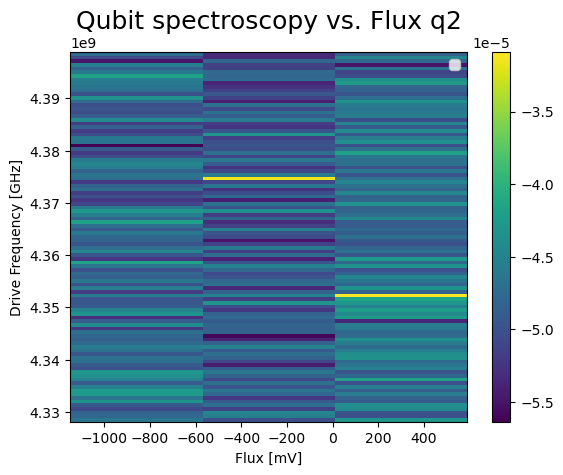 Qubit spectroscopy vs. Flux q2
1e9
1e−5
4.39
4.38
4.37
4.36
4.35
4.34
4.33
Drive Frequency [GHz]
−1000 −800 −600 −400 −200 0 200 400
Flux [mV]
−3.5
−4.0
−4.5
−5.0
−5.5